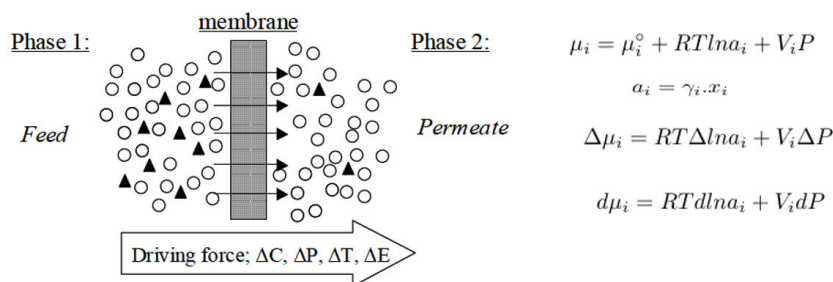 membrane
Phase 1:
Phase 2:
Feed
Permeate
Driving force; ΔC, ΔP, ΔT, ΔE
μᵢ = μᵢ° + RTlnaᵢ + VᵢP
aᵢ = γᵢ.xᵢ
Δμᵢ = RTΔlnaᵢ + VᵢΔP
dμᵢ = RTdlnaᵢ + VᵢdP